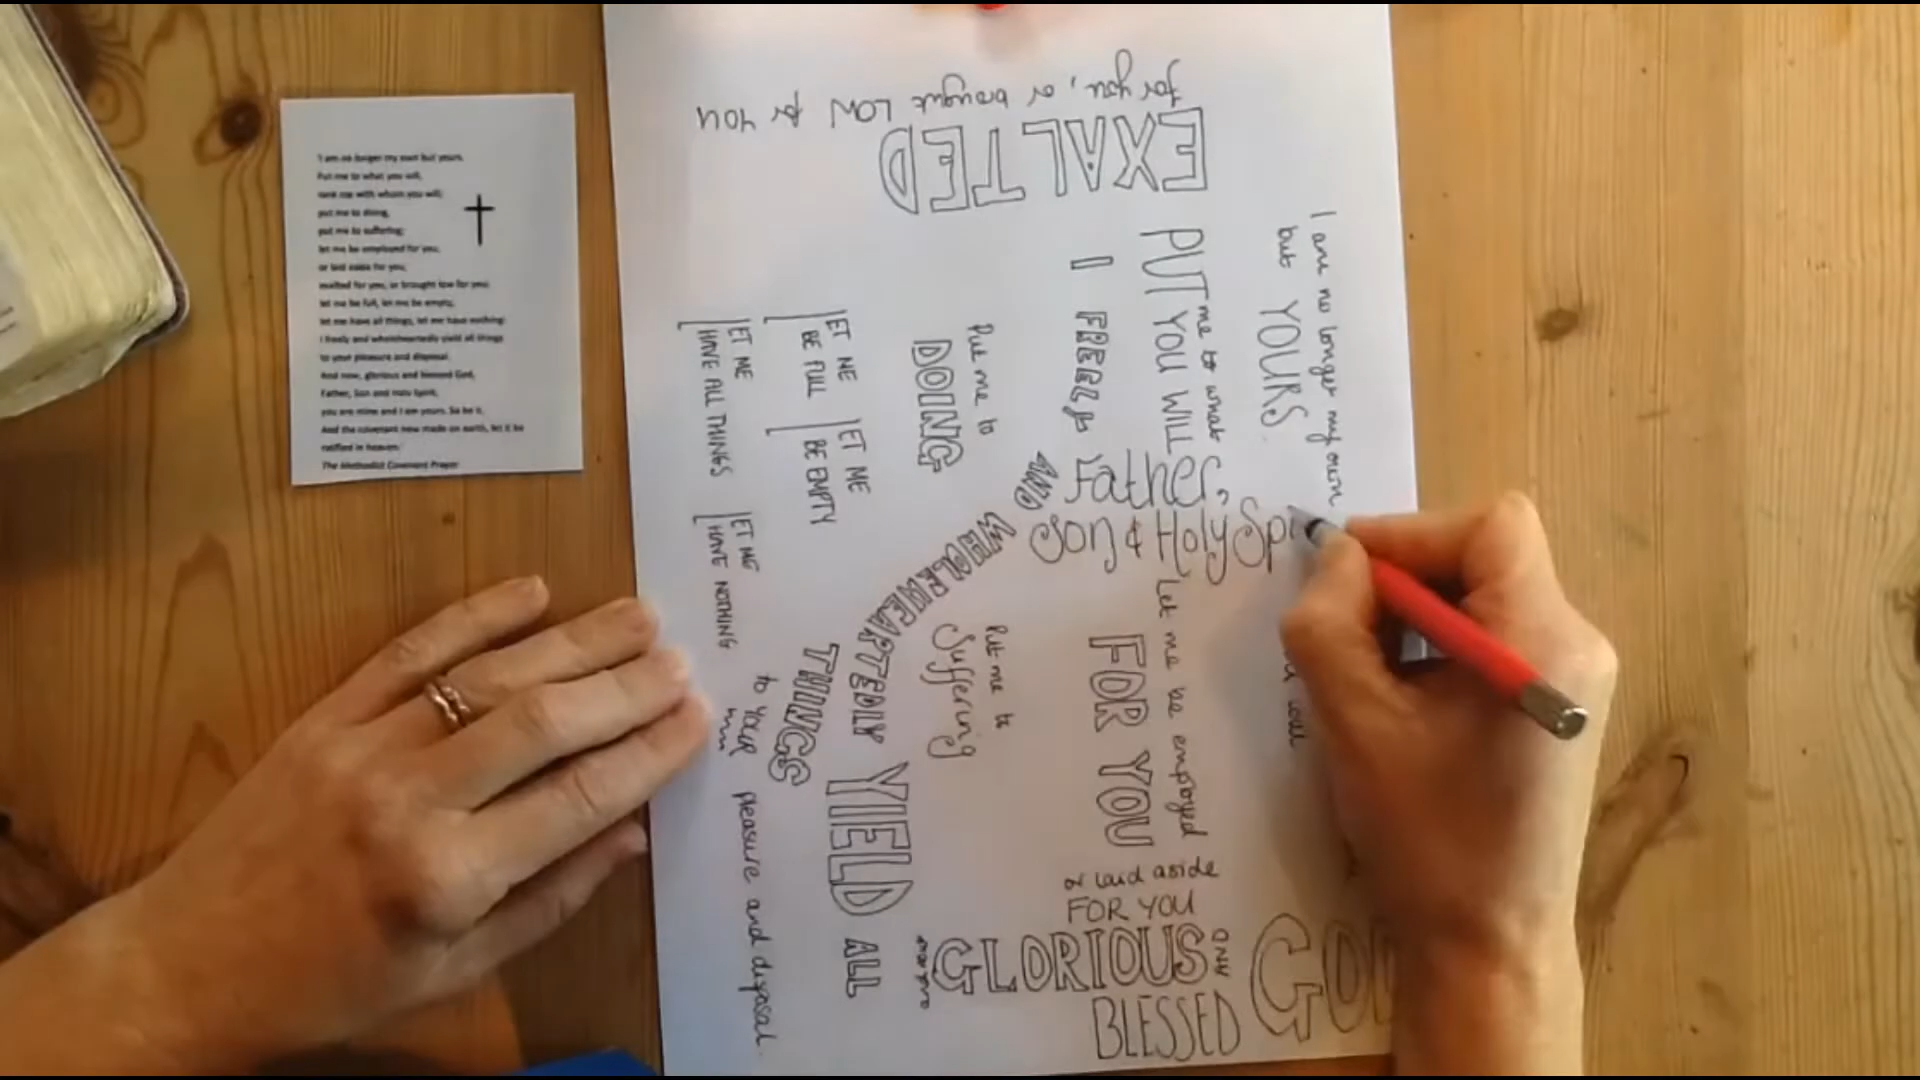 'I am no longer my own but yours.
Put me to what you will,
rank me with whom you will;
put me to doing,
put me to suffering;
let me be employed for you,
or laid aside for you,
exalted for you, or brought low for you;
let me be full, let me be empty,
let me have all things, let me have nothing:
I freely and wholeheartedly yield all things
to your pleasure and disposal.
And now, glorious and blessed God,
Father, Son and Holy Spirit,
you are mine and I am yours. So be it.
And the covenant now made on earth, let it be
ratified in heaven.'
The Methodist Covenant Prayer
I am no longer my own
but YOURS.
PUT me to what
YOU WILL
you will
Put me to
DOING
Put me to
Suffering
Let me be employed
FOR YOU
or laid aside
FOR YOU
EXALTED
for you, or brought LOW for YOU
LET ME
BE FULL
LET ME
BE EMPTY
LET ME
HAVE ALL THINGS
LET ME
HAVE NOTHING
I FREELY
AND
WHOLEHEARTEDLY
YIELD ALL
THINGS
to YOUR pleasure and disposal.
GLORIOUS AND
BLESSED
GOD
Father,
Son & Holy Spi